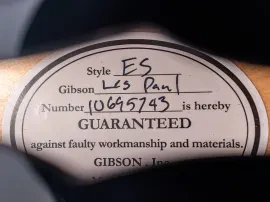 Style ES
Gibson Les Paul
Number 10695743 is hereby
GUARANTEED
against faulty workmanship and materials.
GIBSON, Inc.